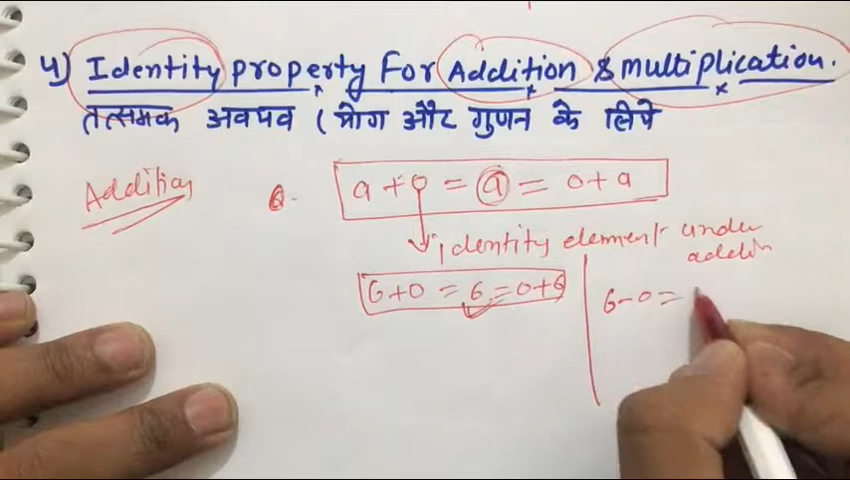 4) Identity property For Addition & multiplication.
तत्समक अवयव ( योग और गुणन के लिये
Addition
a + 0 = a = 0 + a
identity element under
addin
6+0 = 6 = 0+6
6-0 =